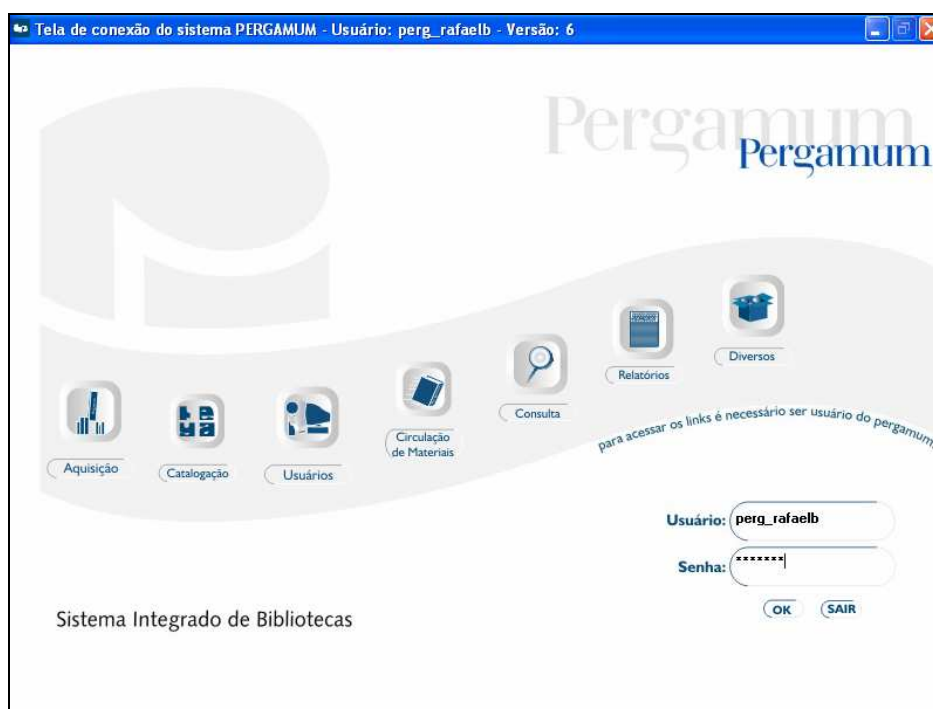 Tela de conexão do sistema PERGAMUM - Usuário: perg_rafaelb - Versão: 6
Pergamum
Pergamum
Diversos
Relatórios
Consulta
Circulação
de Materiais
Aquisição
Catalogação
Usuários
para acessar os links é necessário ser usuário do pergamum,
Usuário: perg_rafaelb
Senha: *******
OK SAIR
Sistema Integrado de Bibliotecas